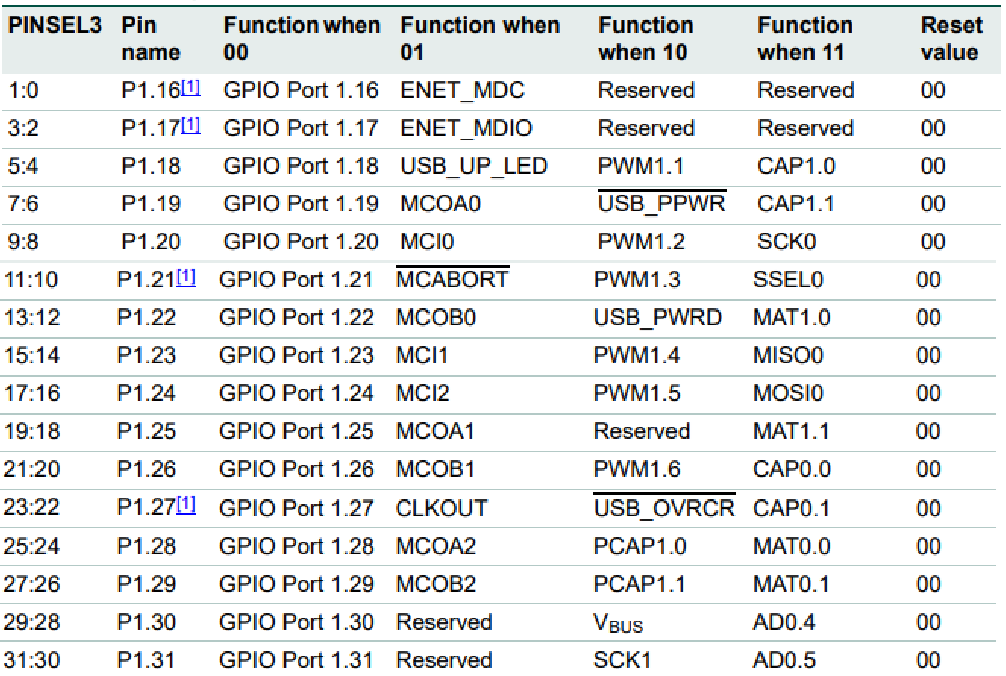 PINSEL3 Pin name Function when 00 Function when 01 Function when 10 Function when 11 Reset value
1:0 P1.16[1] GPIO Port 1.16 ENET_MDC Reserved Reserved 00
3:2 P1.17[1] GPIO Port 1.17 ENET_MDIO Reserved Reserved 00
5:4 P1.18 GPIO Port 1.18 USB_UP_LED PWM1.1 CAP1.0 00
7:6 P1.19 GPIO Port 1.19 MCOA0 USB_PPWR CAP1.1 00
9:8 P1.20 GPIO Port 1.20 MCI0 PWM1.2 SCK0 00
11:10 P1.21[1] GPIO Port 1.21 MCABORT PWM1.3 SSEL0 00
13:12 P1.22 GPIO Port 1.22 MCOB0 USB_PWRD MAT1.0 00
15:14 P1.23 GPIO Port 1.23 MCI1 PWM1.4 MISO0 00
17:16 P1.24 GPIO Port 1.24 MCI2 PWM1.5 MOSI0 00
19:18 P1.25 GPIO Port 1.25 MCOA1 Reserved MAT1.1 00
21:20 P1.26 GPIO Port 1.26 MCOB1 PWM1.6 CAP0.0 00
23:22 P1.27[1] GPIO Port 1.27 CLKOUT USB_OVRCR CAP0.1 00
25:24 P1.28 GPIO Port 1.28 MCOA2 PCAP1.0 MAT0.0 00
27:26 P1.29 GPIO Port 1.29 MCOB2 PCAP1.1 MAT0.1 00
29:28 P1.30 GPIO Port 1.30 Reserved VBUS AD0.4 00
31:30 P1.31 GPIO Port 1.31 Reserved SCK1 AD0.5 00